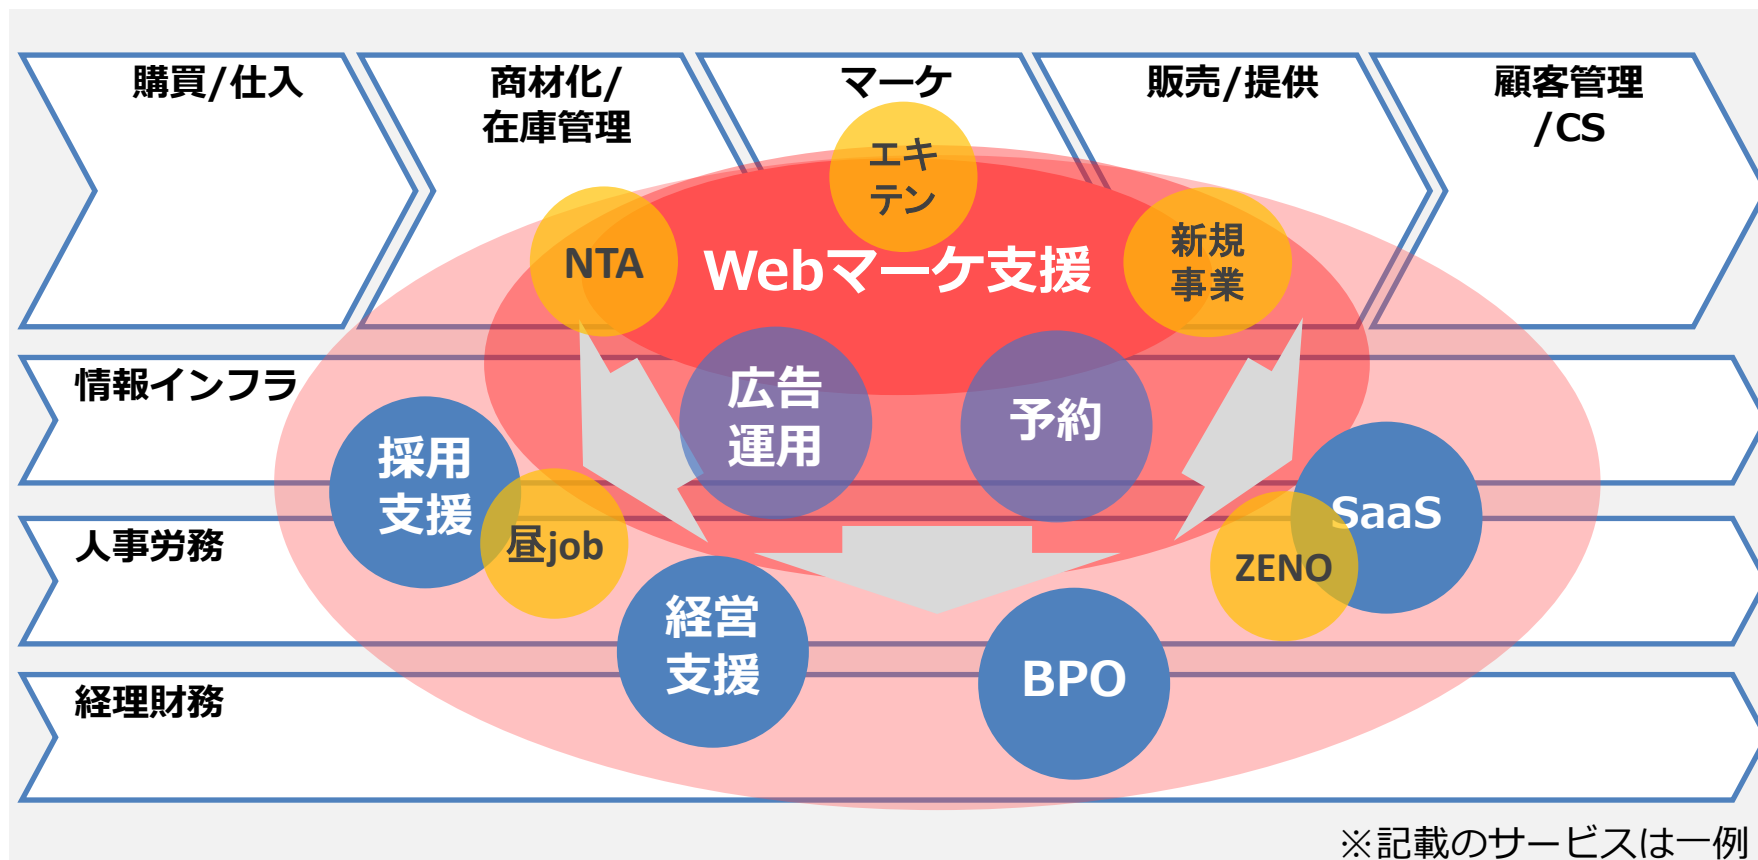 購買/仕入
商材化/
在庫管理
マーケ
販売/提供
顧客管理
/CS
エキ
テン
NTA
Webマーケ支援
新規
事業
情報インフラ
広告
運用
予約
採用
支援
昼job
SaaS
ZENO
人事労務
経営
支援
BPO
経理財務
※記載のサービスは一例